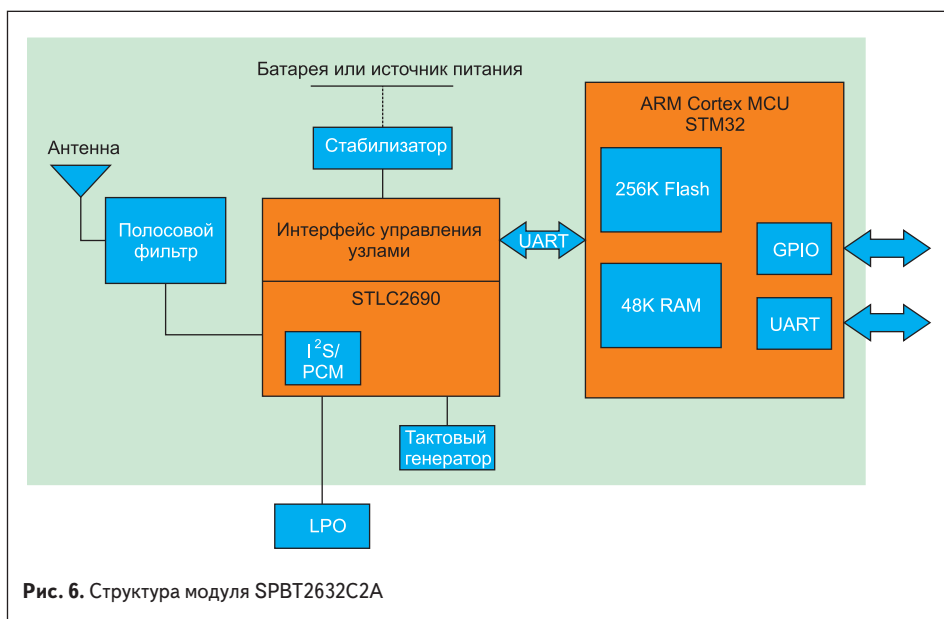 Батарея или источник питания
ARM Cortex MCU
STM32
Стабилизатор
Антенна
256K Flash
Полосовой
фильтр
Интерфейс управления
узлами
UART
GPIO
STLC2690
48K RAM
UART
I²S/
PCM
Тактовый
генератор
LPO
Рис. 6. Структура модуля SPBT2632C2A